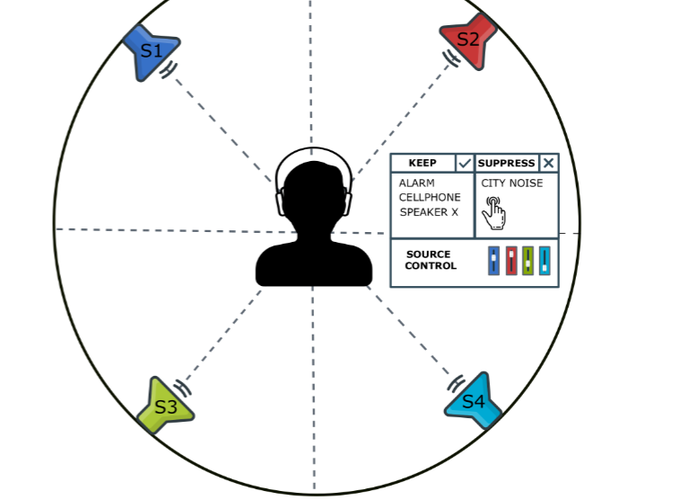 S1
S2
KEEP
SUPPRESS
ALARM
CELLPHONE
SPEAKER X
CITY NOISE
SOURCE
CONTROL
S3
S4